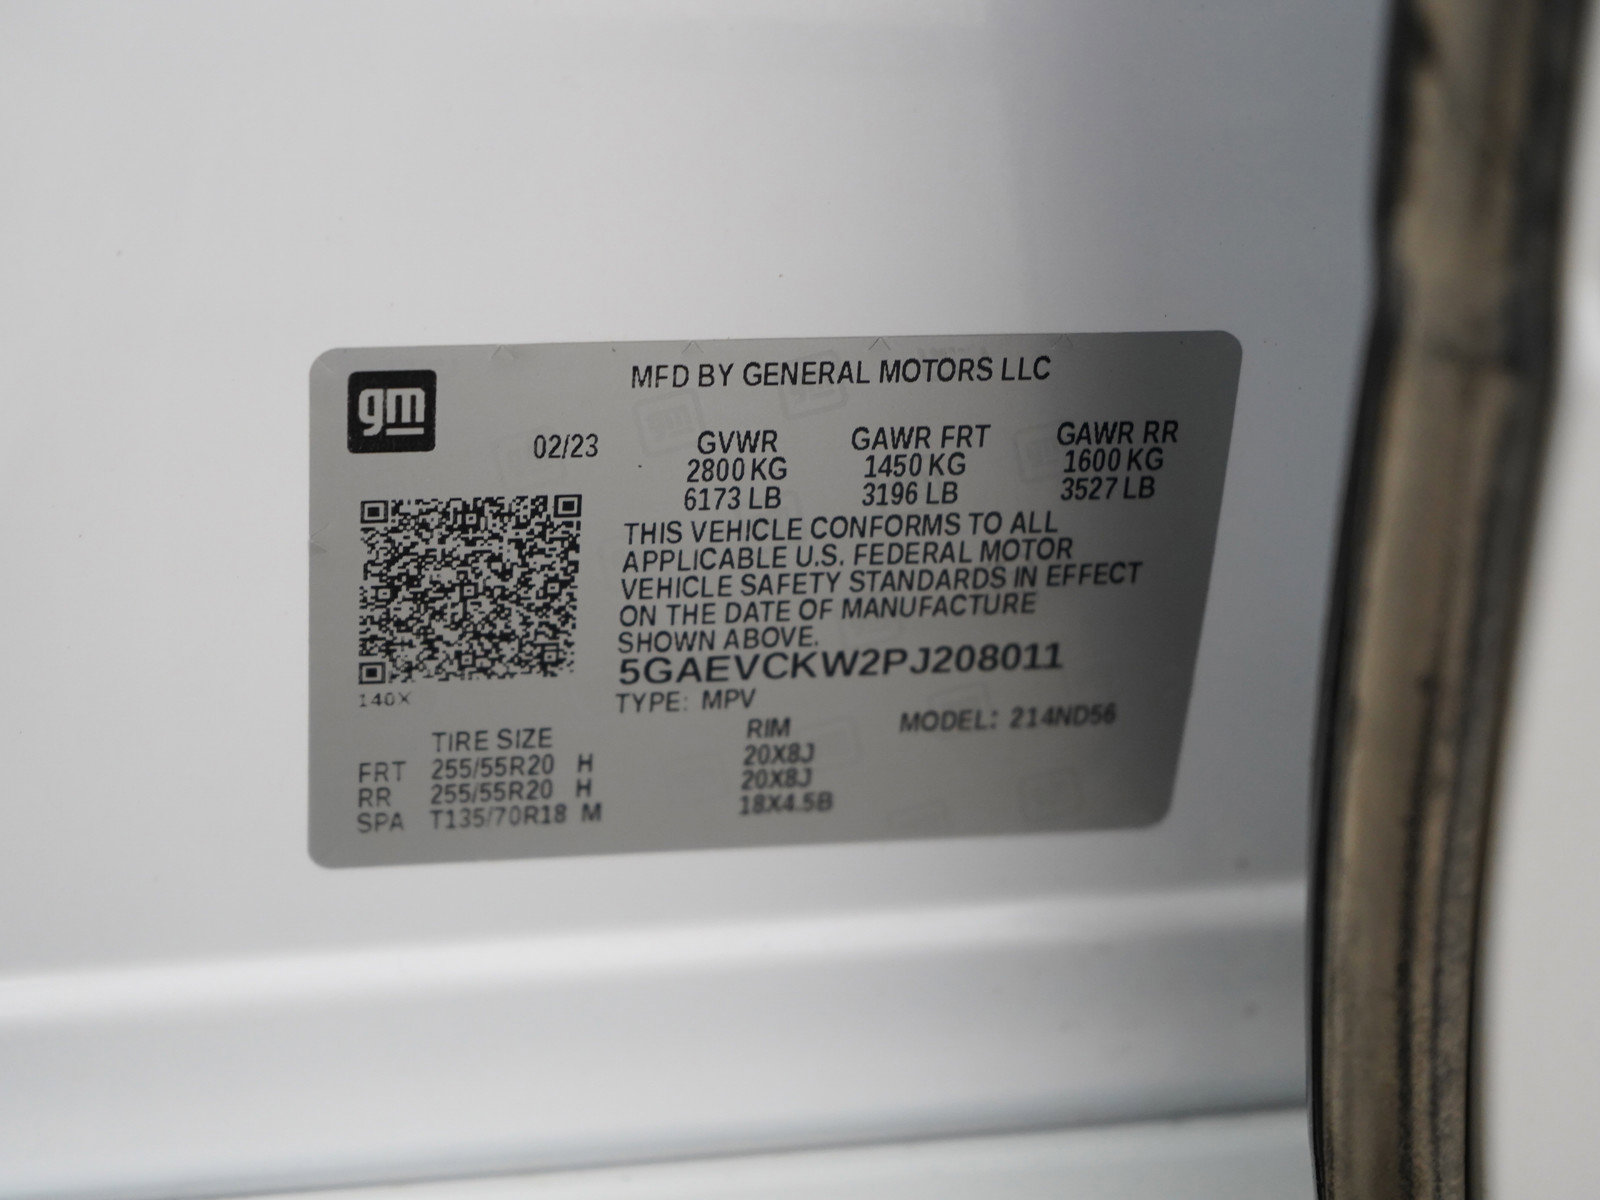 gm
MFD BY GENERAL MOTORS LLC
02/23 GVWR GAWR FRT GAWR RR
2800 KG 1450 KG 1600 KG
6173 LB 3196 LB 3527 LB
THIS VEHICLE CONFORMS TO ALL
APPLICABLE U.S. FEDERAL MOTOR
VEHICLE SAFETY STANDARDS IN EFFECT
ON THE DATE OF MANUFACTURE
SHOWN ABOVE.
5GAEVCKW2PJ208011
140X
TYPE: MPV
MODEL: 214ND56
TIRE SIZE RIM
FRT 255/55R20 H 20X8J
RR 255/55R20 H 20X8J
SPA T135/70R18 M 18X4.5B